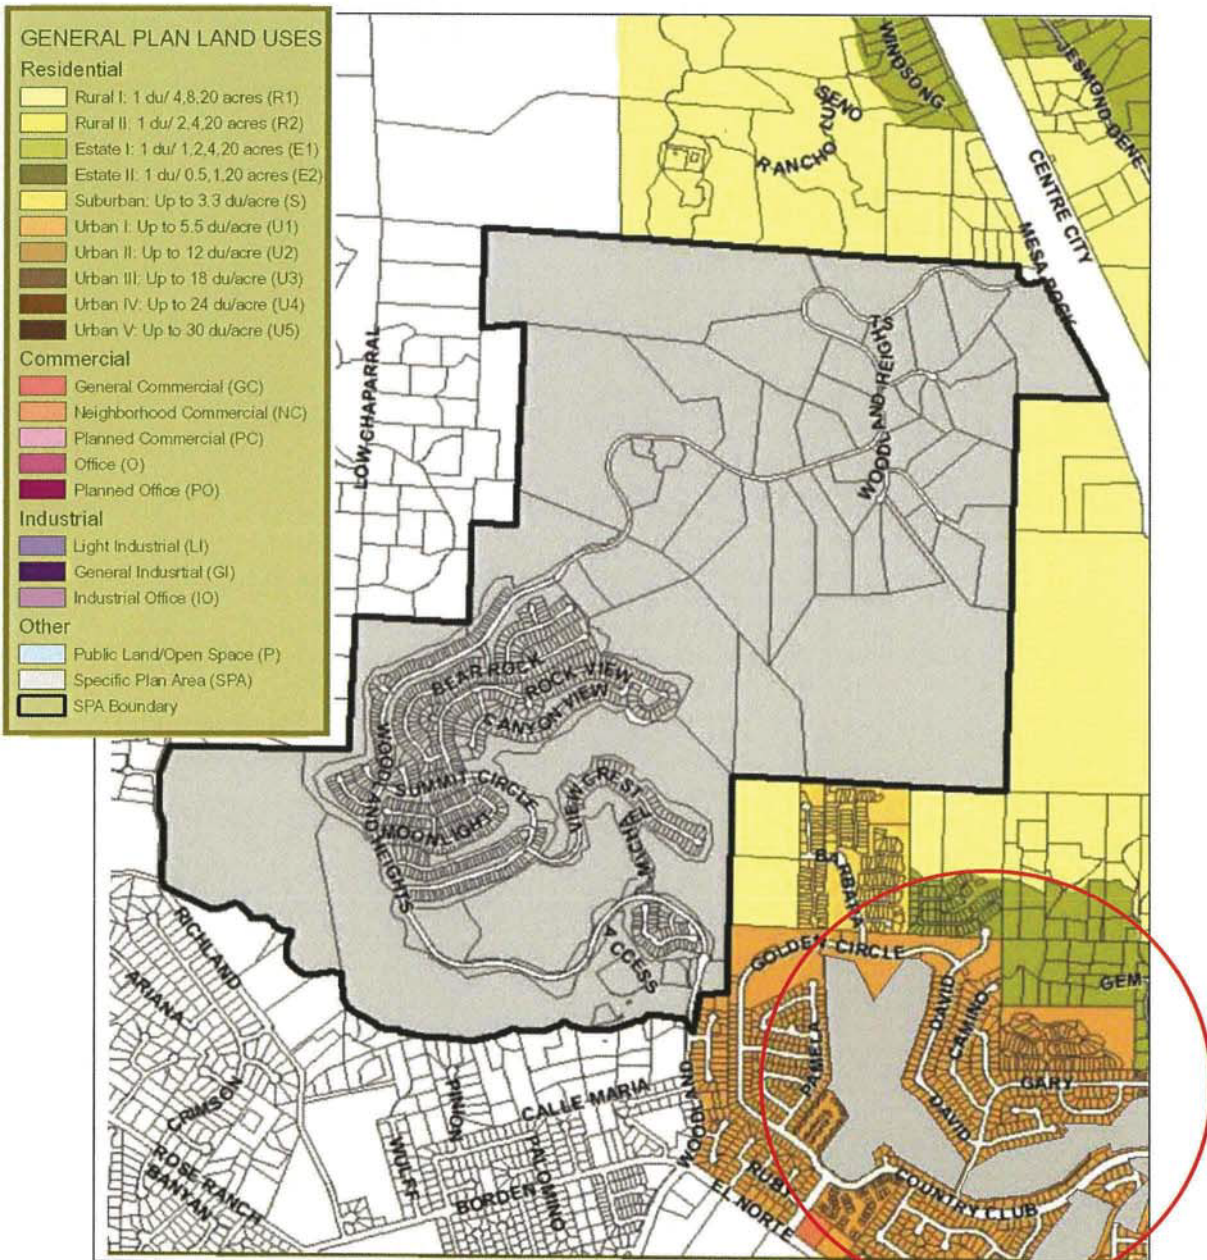 GENERAL PLAN LAND USES
Residential
Rural I: 1 du/ 4,8,20 acres (R1)
Rural II: 1 du/ 2,4,20 acres (R2)
Estate I: 1 du/ 1,2,4,20 acres (E1)
Estate II: 1 du/ 0.5,1,20 acres (E2)
Suburban: Up to 3.3 du/acre (S)
Urban I: Up to 5.5 du/acre (U1)
Urban II: Up to 12 du/acre (U2)
Urban III: Up to 18 du/acre (U3)
Urban IV: Up to 24 du/acre (U4)
Urban V: Up to 30 du/acre (U5)
Commercial
General Commercial (GC)
Neighborhood Commercial (NC)
Planned Commercial (PC)
Office (O)
Planned Office (PO)
Industrial
Light Industrial (LI)
General Indusrtial (GI)
Industrial Office (IO)
Other
Public Land/Open Space (P)
Specific Plan Area (SPA)
SPA Boundary
WINDSONG
JESMOND DENE
RANCHO LUISENO
CENTRE CITY
MESA ROCK
LOW CHAPARRAL
WOODLAND HEIGHTS
BEAR ROCK
ROCK VIEW
CANYON VIEW
WOODLAND HEIGHTS
SUMMIT CIRCLE
MOONLIGHT
VIEW CREST
MUCHA
ACCESS
BARBARA
GOLDEN CIRCLE
DAVID
CAMINO
GEM
RICHLAND
ARIANA
CRIMSON
ROSE RANCH
BANYAN
PINION
WULFF
CALLE MARIA
PALOMINO
BORDEN
WOODLAND
PAMELA
GARY
DAVID
RUBY
EL NORTE
COUNTRY CLUB